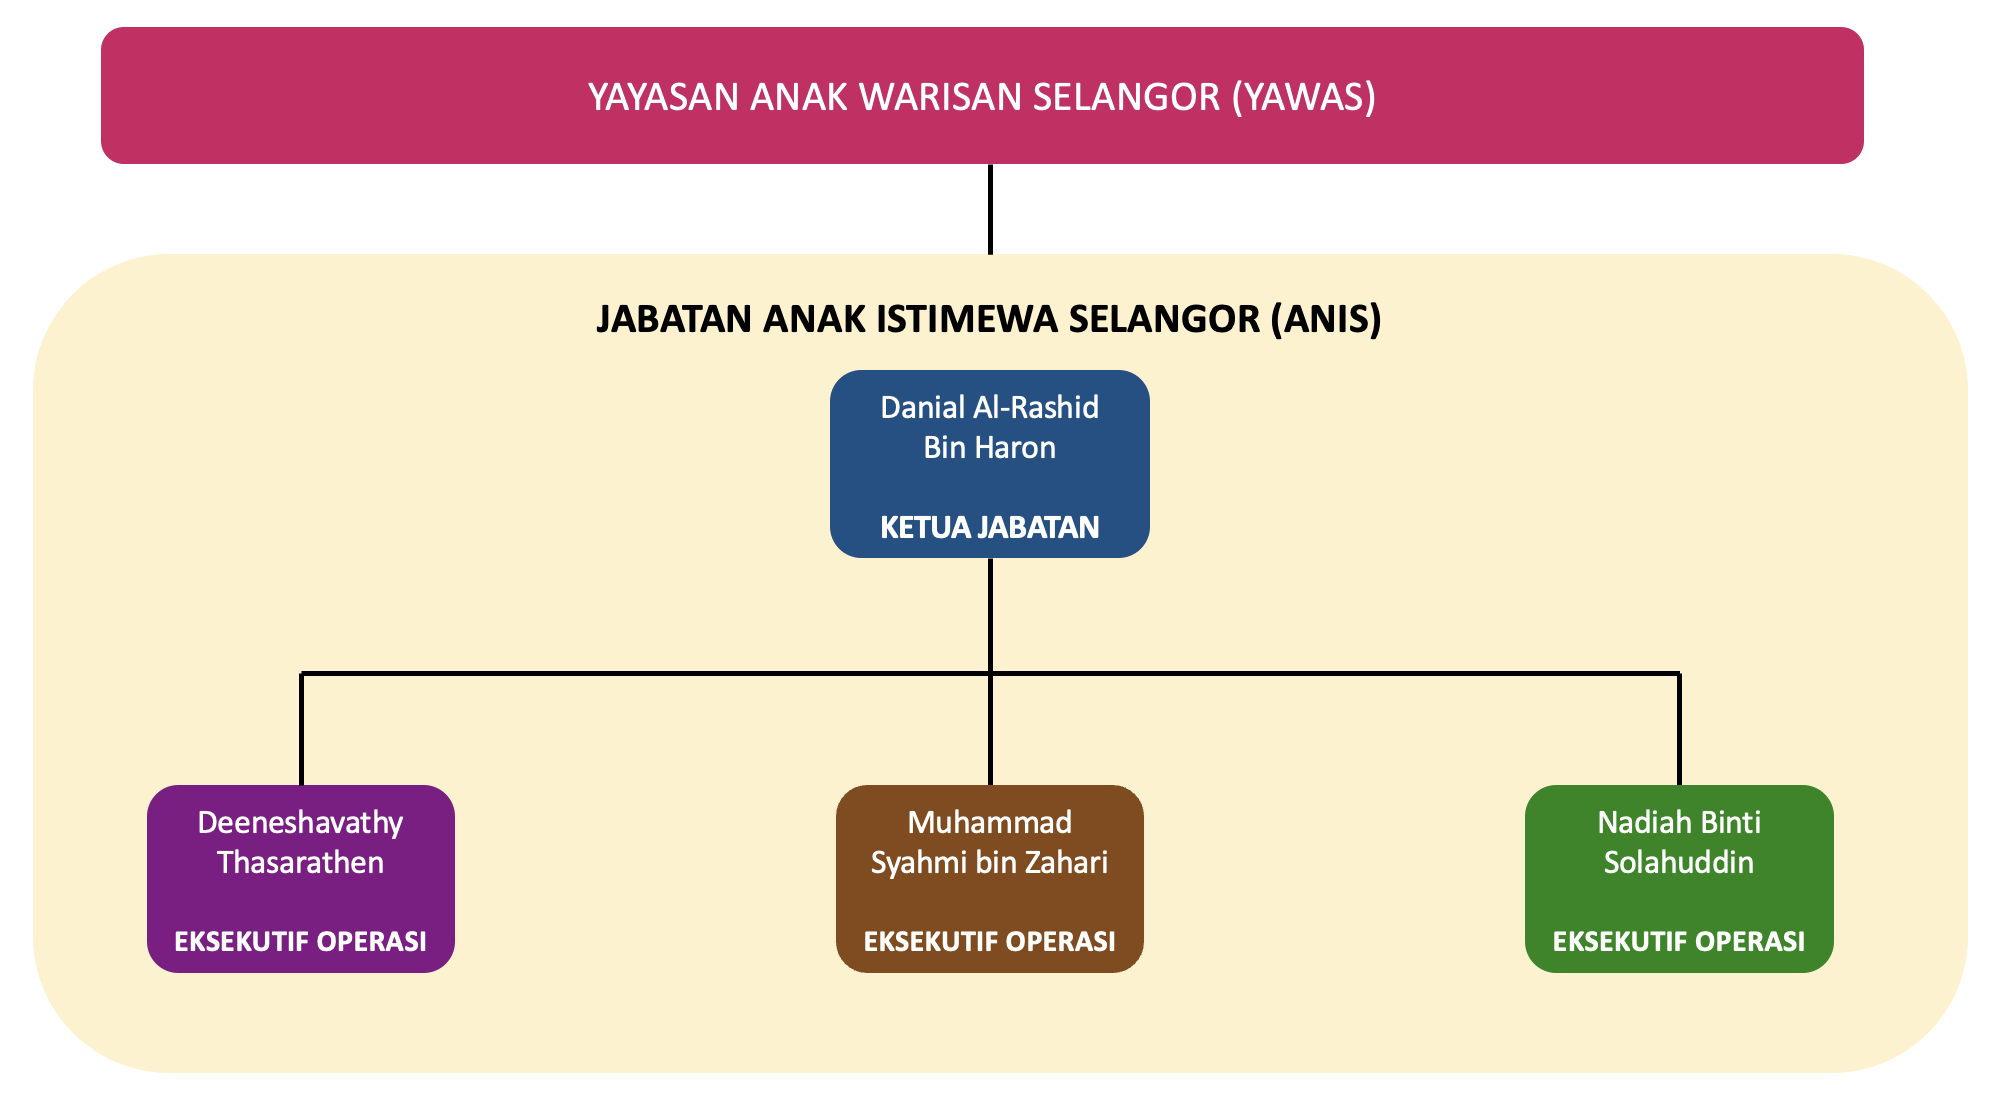 YAYASAN ANAK WARISAN SELANGOR (YAWAS)
JABATAN ANAK ISTIMEWA SELANGOR (ANIS)
Danial Al-Rashid
Bin Haron
KETUA JABATAN
Deeneshavathy
Thasarathen
EKSEKUTIF OPERASI
Muhammad
Syahmi bin Zahari
EKSEKUTIF OPERASI
Nadiah Binti
Solahuddin
EKSEKUTIF OPERASI